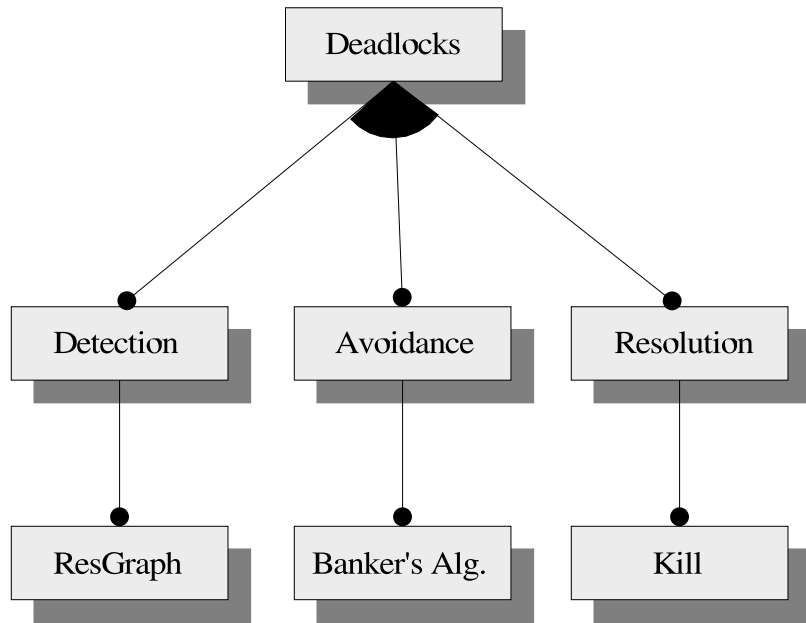 Deadlocks
Detection
Avoidance
Resolution
ResGraph
Banker's Alg.
Kill